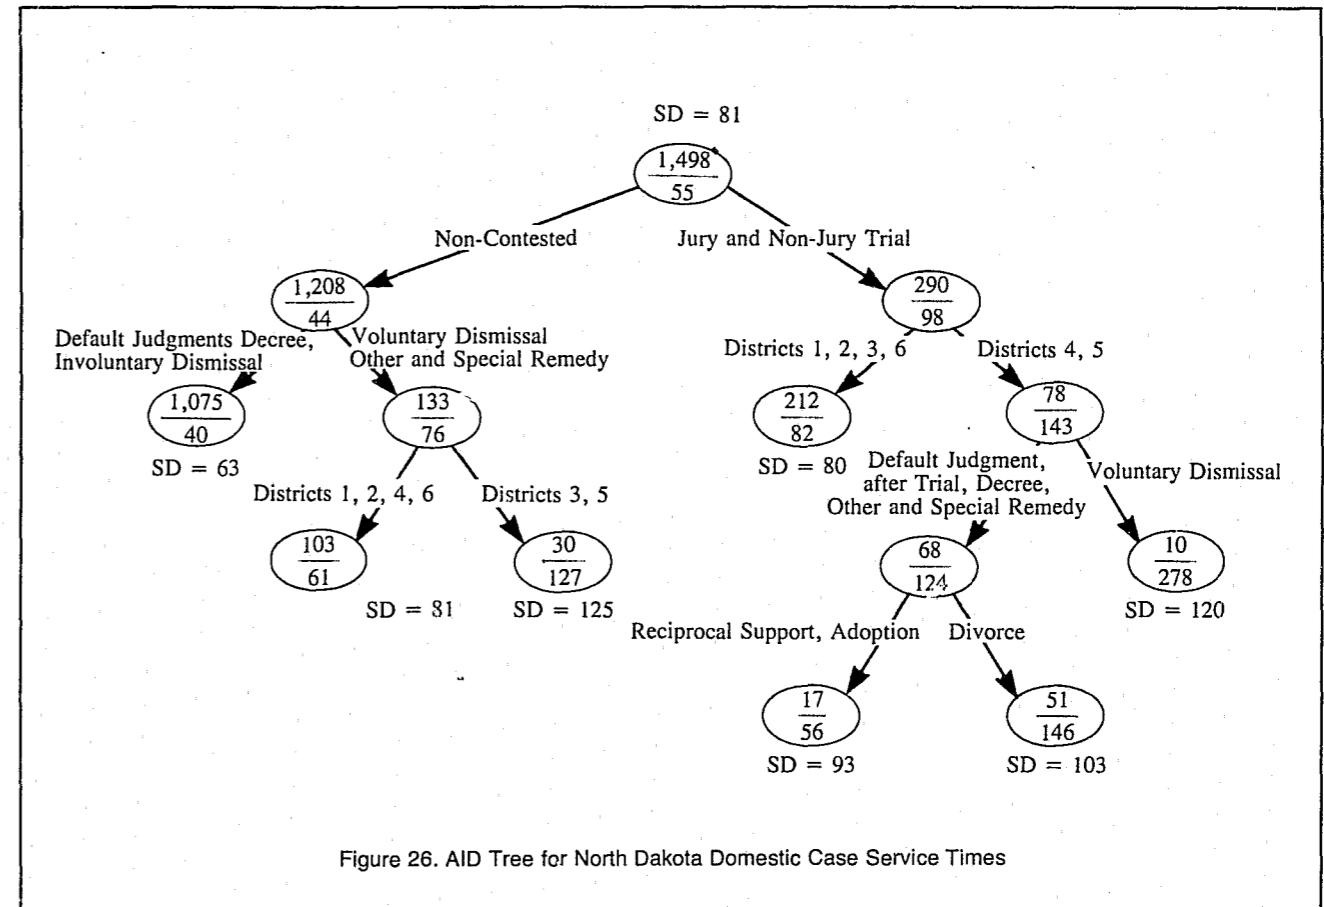 SD = 81
1,498
55
Non-Contested
Jury and Non-Jury Trial
1,208
44
290
98
Default Judgments Decree,
Involuntary Dismissal
Voluntary Dismissal
Other and Special Remedy
Districts 1, 2, 3, 6
Districts 4, 5
1,075
40
SD = 63
133
76
212
82
SD = 80
78
143
Districts 1, 2, 4, 6
Districts 3, 5
Default Judgment,
after Trial, Decree,
Other and Special Remedy
Voluntary Dismissal
103
61
SD = 81
30
127
SD = 125
68
124
10
278
SD = 120
Reciprocal Support, Adoption
Divorce
17
56
SD = 93
51
146
SD = 103
Figure 26. AID Tree for North Dakota Domestic Case Service Times